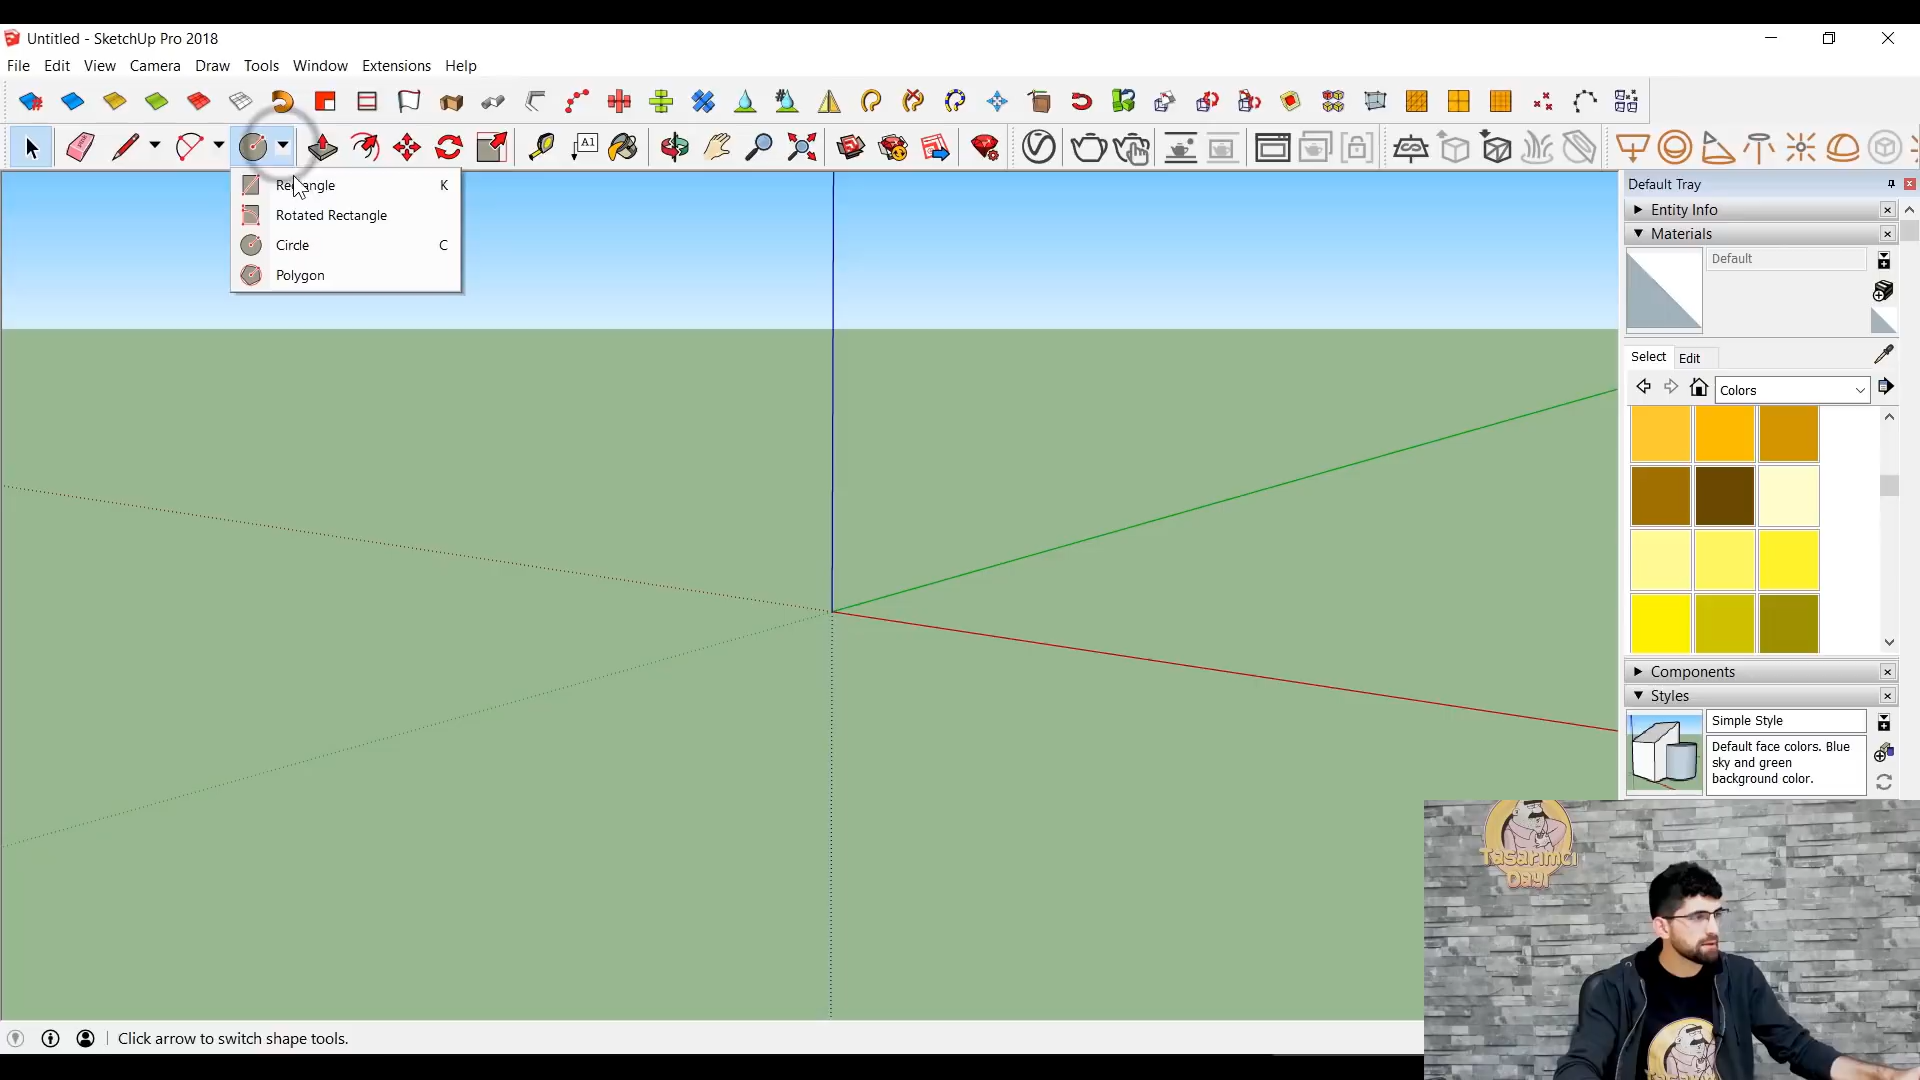 Untitled - SketchUp Pro 2018
File Edit View Camera Draw Tools Window Extensions Help
A1
Rectangle K
Rotated Rectangle
Circle C
Polygon
Default Tray
Entity Info
Materials
Default
Select Edit
Colors
Components
Styles
Simple Style
Default face colors. Blue
sky and green
background color.
Tasarımcı
Dayı
Click arrow to switch shape tools.